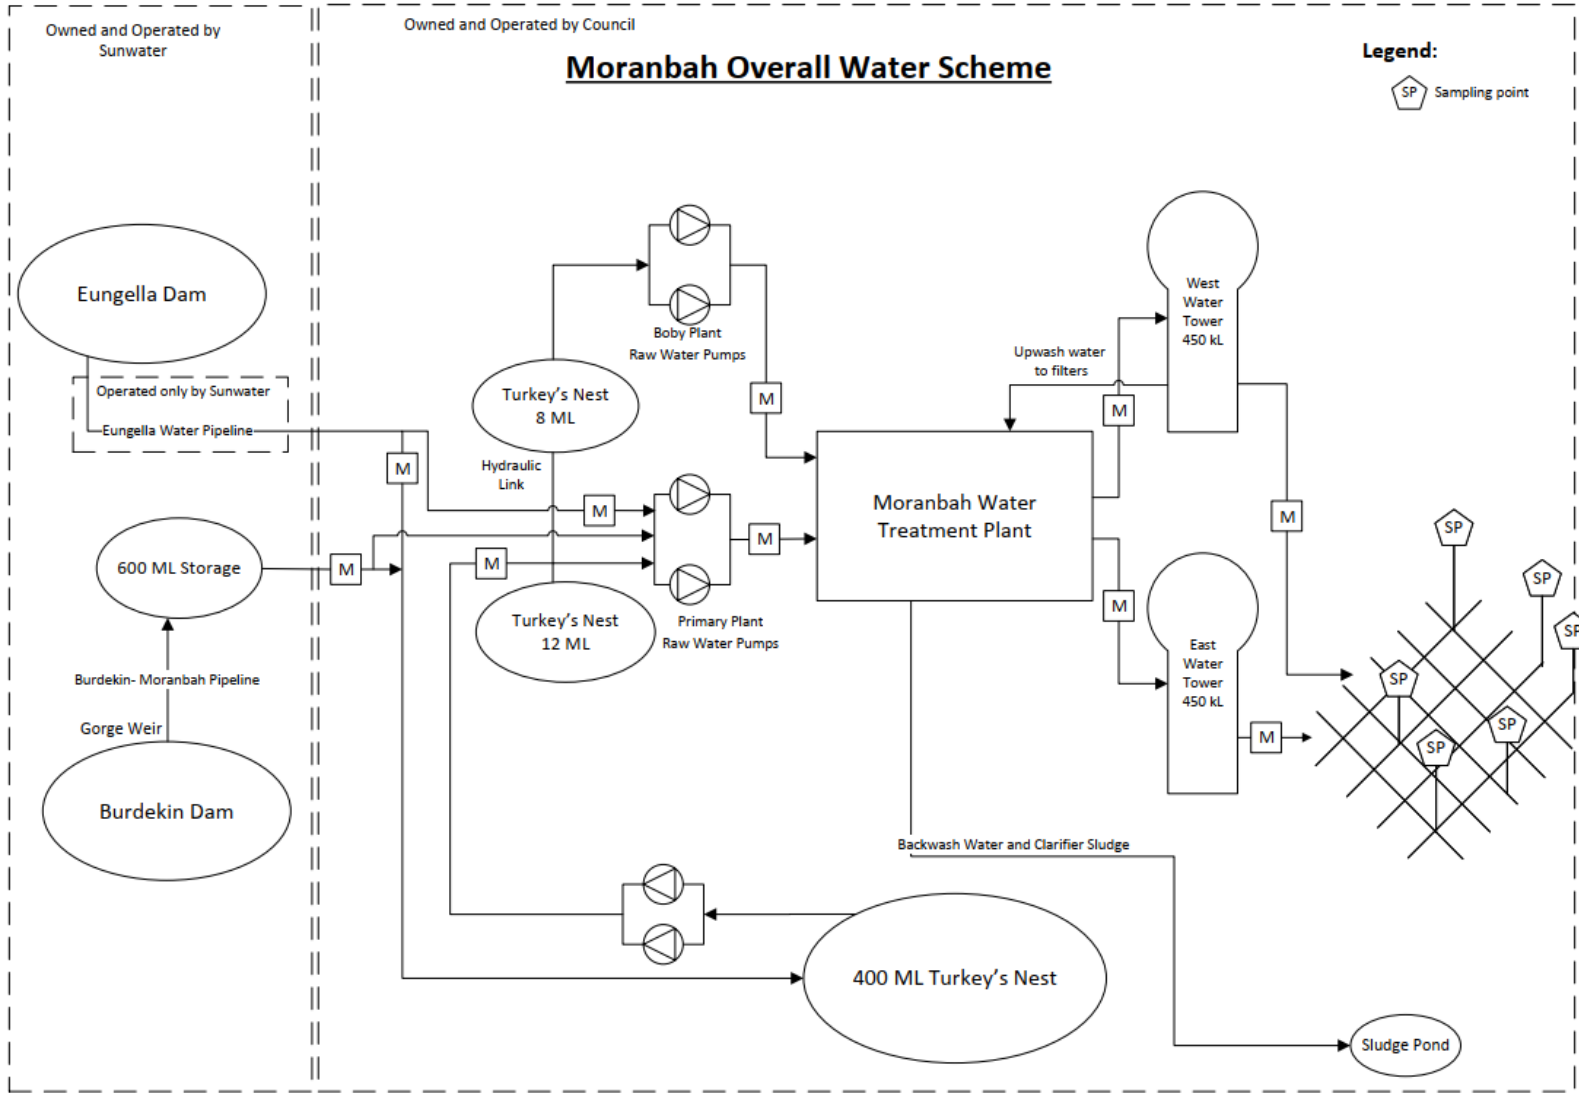 Owned and Operated by
Sunwater
Owned and Operated by Council
Moranbah Overall Water Scheme
Legend:
SP
Sampling point
Eungella Dam
Operated only by Sunwater
Eungella Water Pipeline
M
600 ML Storage
M
Burdekin- Moranbah Pipeline
Gorge Weir
Burdekin Dam
Boby Plant
Raw Water Pumps
M
Turkey's Nest
8 ML
Hydraulic
Link
M
M
M
Turkey's Nest
12 ML
Primary Plant
Raw Water Pumps
Moranbah Water
Treatment Plant
Upwash water
to filters
M
West
Water
Tower
450 kL
M
M
East
Water
Tower
450 kL
M
SP
SP
SP
SP
SP
SP
Backwash Water and Clarifier Sludge
400 ML Turkey's Nest
Sludge Pond